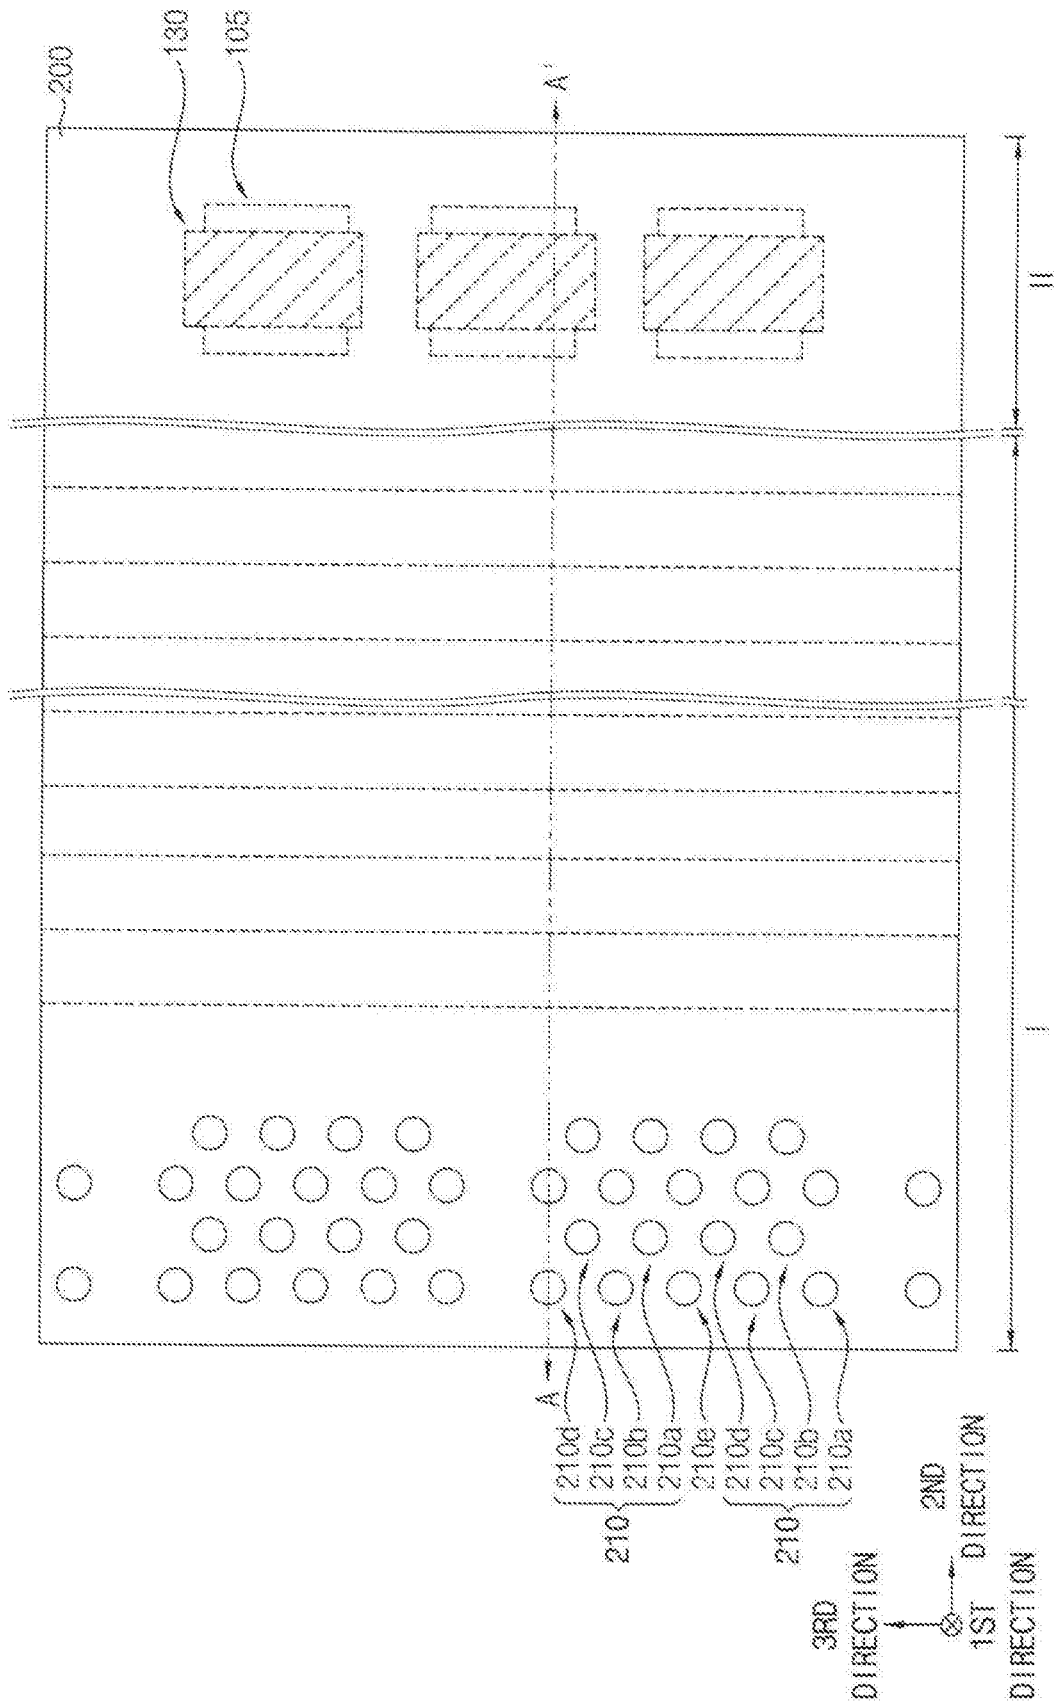 130
105
200
A'
II
I
A
210d
210c
210b
210a
210e
210d
210c
210b
210a
210
210
3RD
DIRECTION
2ND
DIRECTION
1ST
DIRECTION